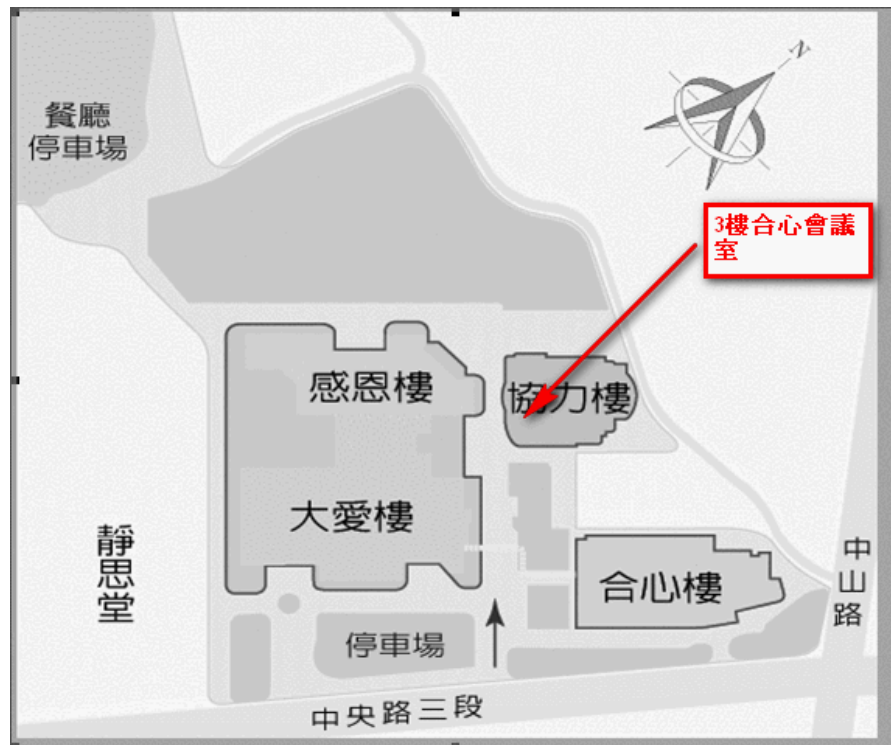 餐廳
停車場
N
3樓合心會議
室
感恩樓
協力樓
大愛樓
靜思堂
合心樓
中山路
停車場
中央路三段